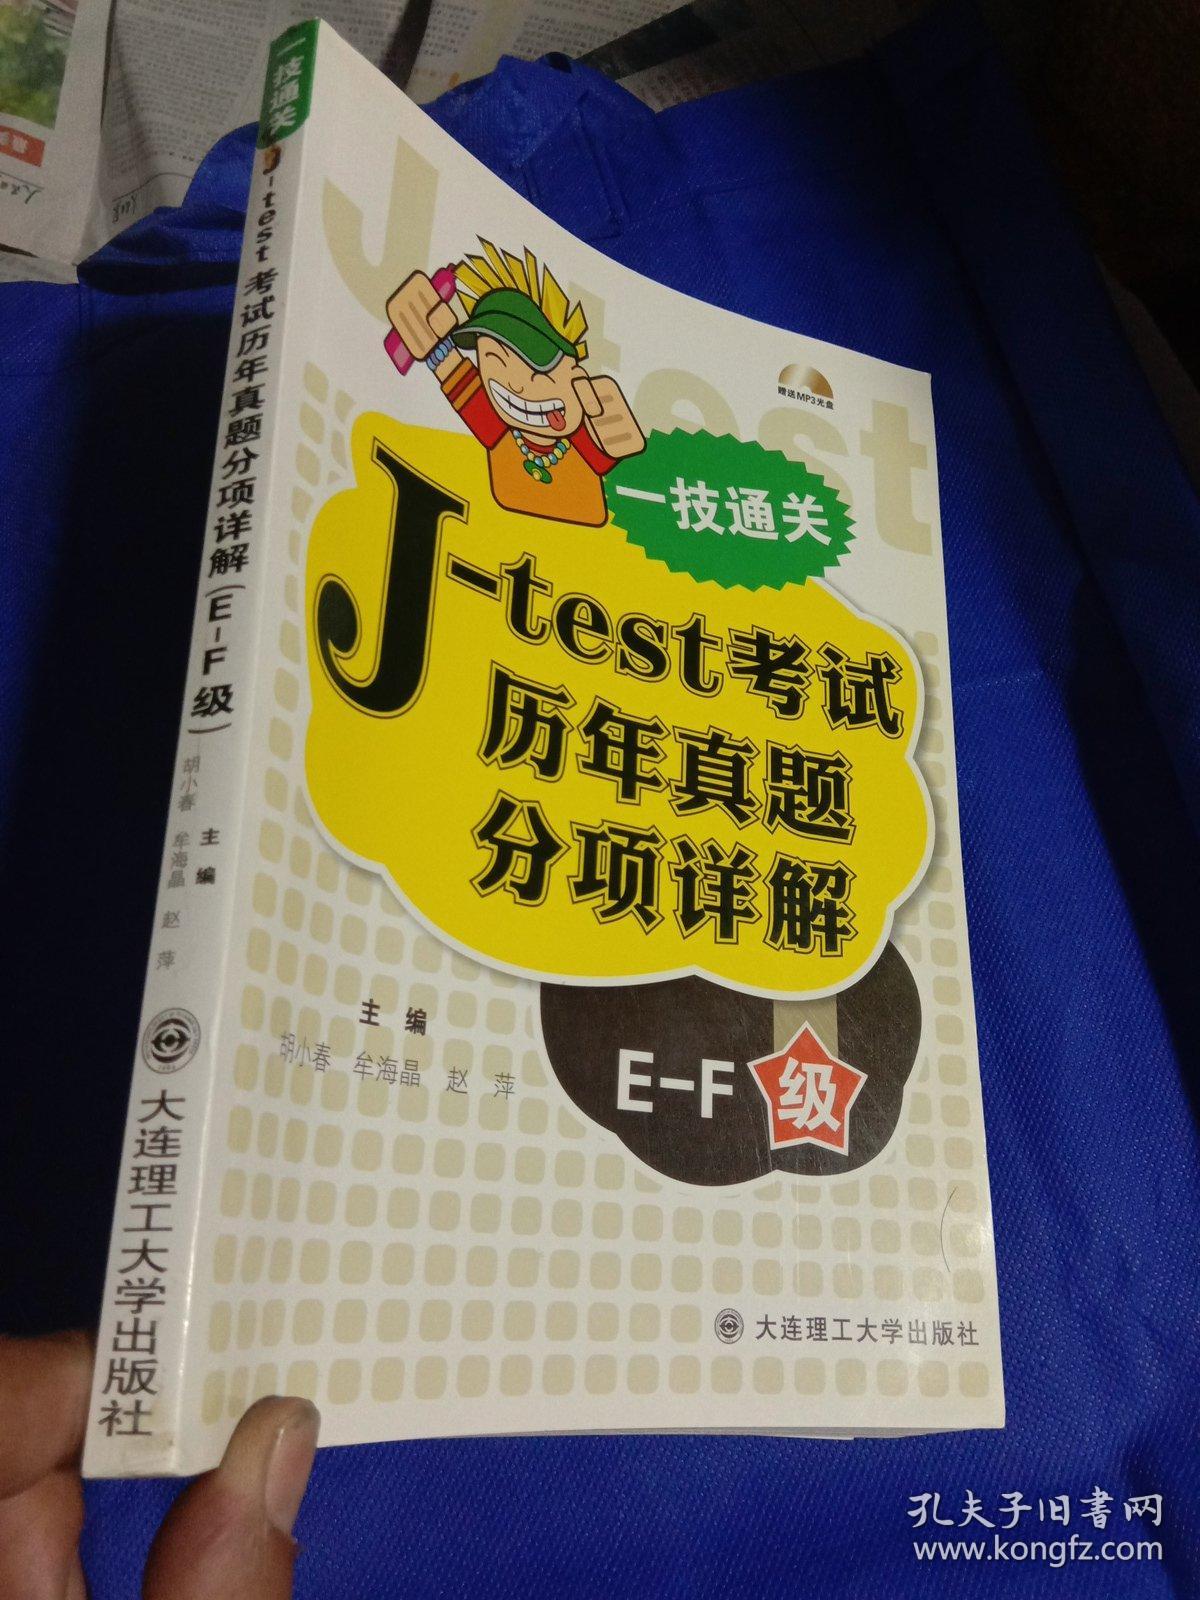 一技通关
J-test考试历年真题分项详解(E-F级)
胡小春 牟海晶 赵萍
主编
大连理工大学出版社
J-test
赠送MP3光盘
一技通关
J-test考试
历年真题
分项详解
E-F级
主编
胡小春 牟海晶 赵萍
大连理工大学出版社
孔夫子旧书网
www.kongfz.com